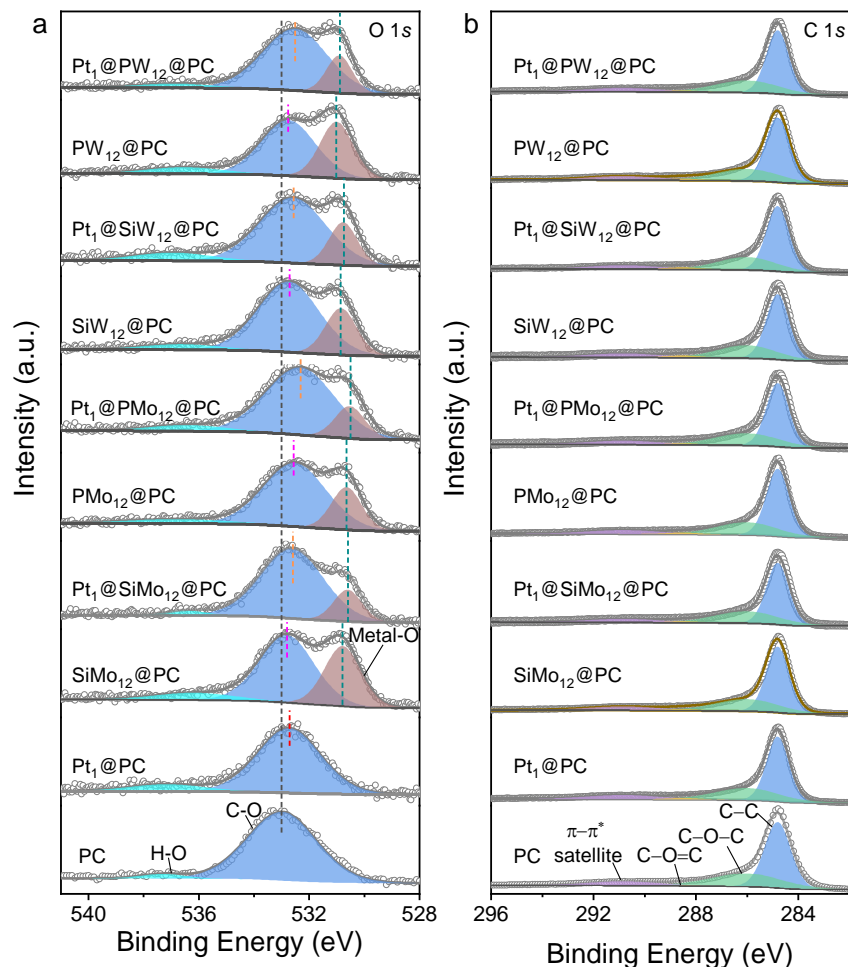 a
O 1s
Pt₁@PW₁₂@PC
PW₁₂@PC
Pt₁@SiW₁₂@PC
SiW₁₂@PC
Pt₁@PMo₁₂@PC
PMo₁₂@PC
Pt₁@SiMo₁₂@PC
Metal-O
SiMo₁₂@PC
Pt₁@PC
C-O
PC
H-O
540 536 532 528
Binding Energy (eV)
Intensity (a.u.)
b
C 1s
Pt₁@PW₁₂@PC
PW₁₂@PC
Pt₁@SiW₁₂@PC
SiW₁₂@PC
Pt₁@PMo₁₂@PC
PMo₁₂@PC
Pt₁@SiMo₁₂@PC
SiMo₁₂@PC
Pt₁@PC
C–C
π–π* C–O–C
PC satellite C–O=C
296 292 288 284
Binding Energy (eV)
Intensity (a.u.)